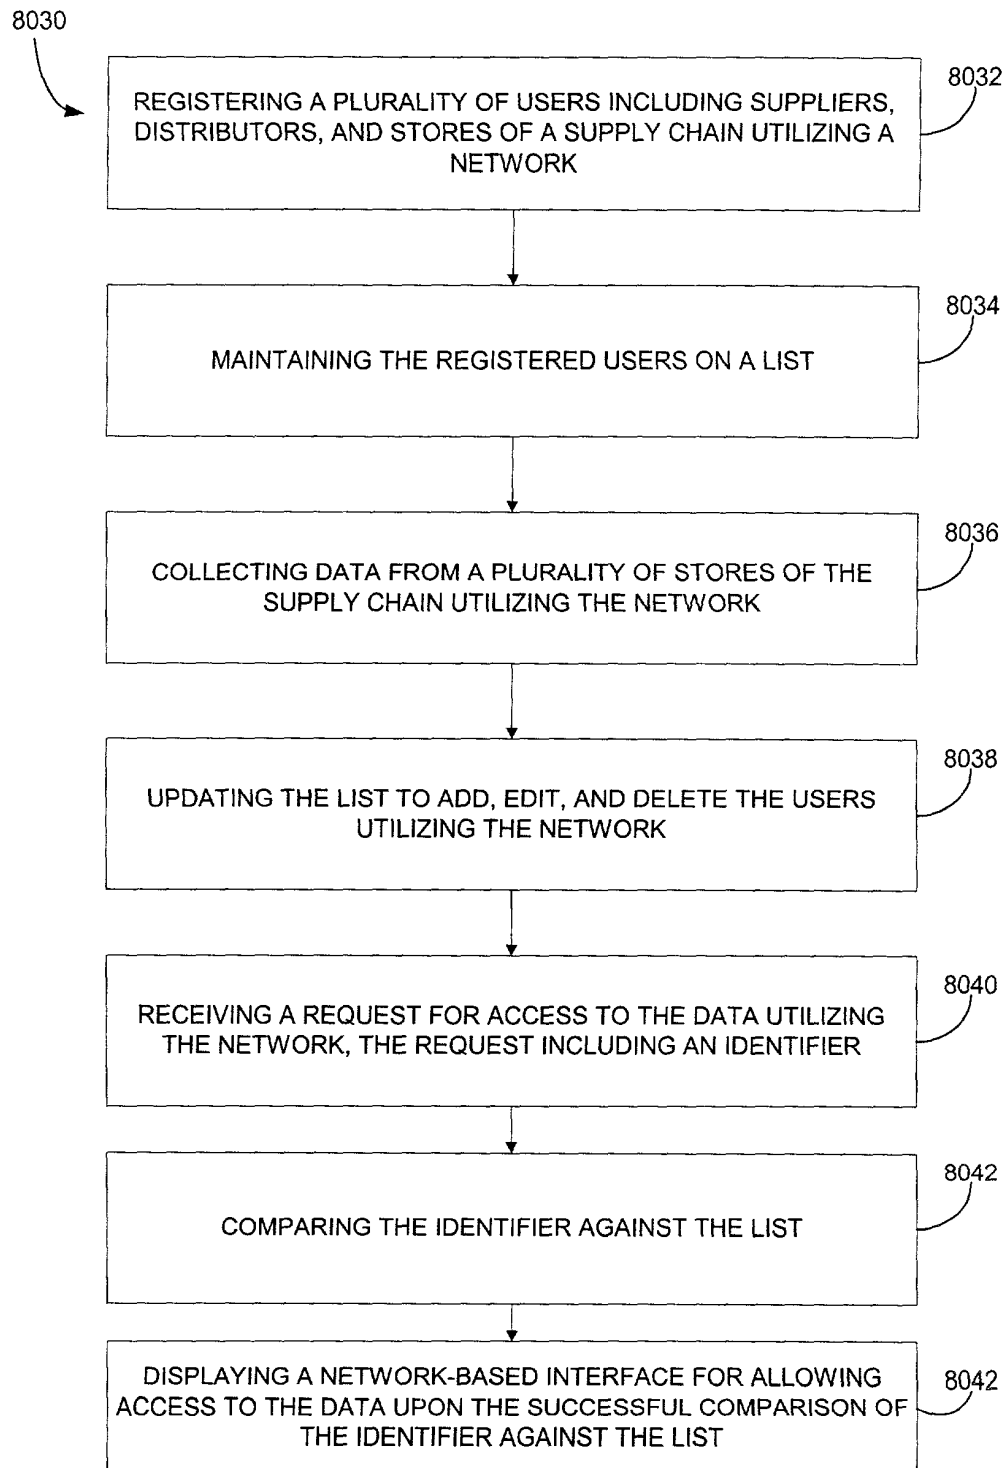 8030
8032
REGISTERING A PLURALITY OF USERS INCLUDING SUPPLIERS,
DISTRIBUTORS, AND STORES OF A SUPPLY CHAIN UTILIZING A
NETWORK
8034
MAINTAINING THE REGISTERED USERS ON A LIST
8036
COLLECTING DATA FROM A PLURALITY OF STORES OF THE
SUPPLY CHAIN UTILIZING THE NETWORK
8038
UPDATING THE LIST TO ADD, EDIT, AND DELETE THE USERS
UTILIZING THE NETWORK
8040
RECEIVING A REQUEST FOR ACCESS TO THE DATA UTILIZING
THE NETWORK, THE REQUEST INCLUDING AN IDENTIFIER
8042
COMPARING THE IDENTIFIER AGAINST THE LIST
8042
DISPLAYING A NETWORK-BASED INTERFACE FOR ALLOWING
ACCESS TO THE DATA UPON THE SUCCESSFUL COMPARISON OF
THE IDENTIFIER AGAINST THE LIST